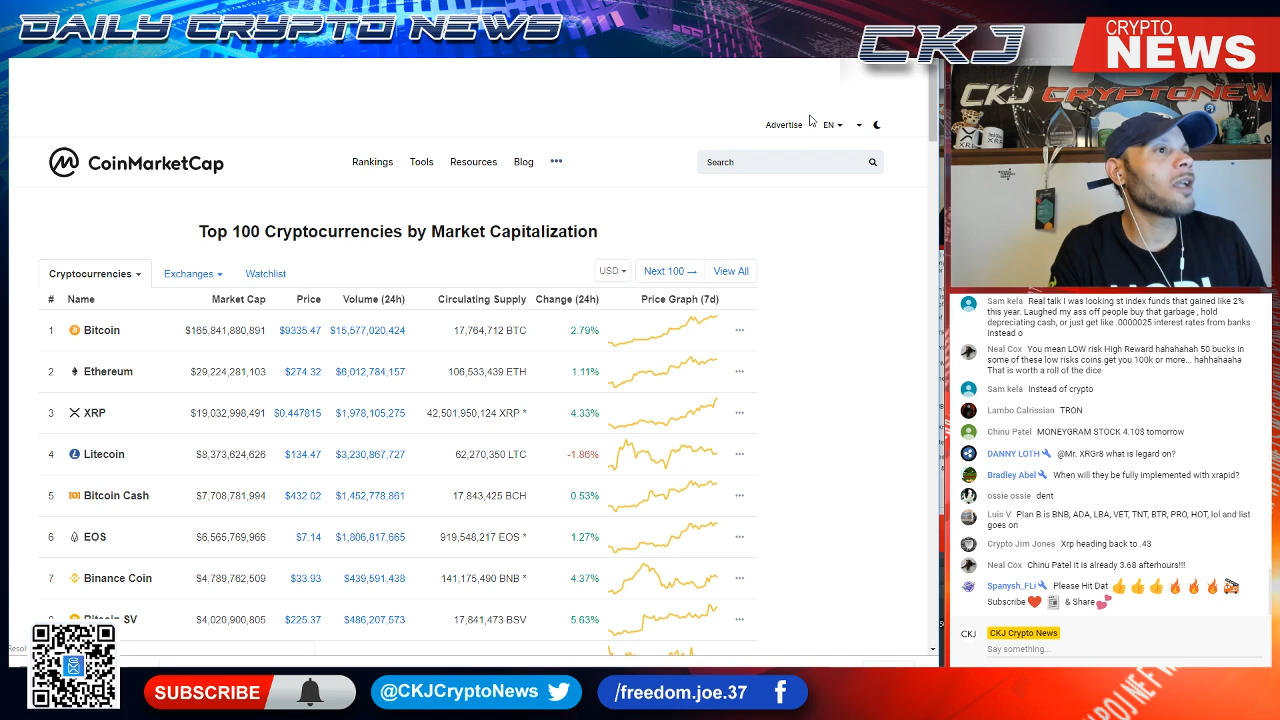 DAILY CRYPTO NEWS
CKJ
CRYPTO
NEWS
Advertise EN
CoinMarketCap
Rankings Tools Resources Blog
Search
Top 100 Cryptocurrencies by Market Capitalization
Cryptocurrencies Exchanges Watchlist USD Next 100 → View All
# Name Market Cap Price Volume (24h) Circulating Supply Change (24h) Price Graph (7d)
1 Bitcoin $165,841,880,891 $9335.47 $15,577,020,424 17,764,712 BTC 2.79%
2 Ethereum $29,224,281,103 $274.32 $6,012,784,157 106,533,439 ETH 1.11%
3 XRP $19,032,998,491 $0.447815 $1,978,105,275 42,501,950,124 XRP * 4.33%
4 Litecoin $8,373,624,626 $134.47 $3,230,867,727 62,270,350 LTC -1.86%
5 Bitcoin Cash $7,708,781,994 $432.02 $1,452,778,861 17,843,425 BCH 0.53%
6 EOS $6,565,769,966 $7.14 $1,806,817,665 919,548,217 EOS * 1.27%
7 Binance Coin $4,789,762,509 $33.93 $439,591,438 141,175,490 BNB * 4.37%
Bitcoin SV $4,020,900,805 $225.37 $486,207,573 17,841,473 BSV 5.63%
CKJ CRYPTONEW
Sam kela Real talk I was looking st index funds that gained like 2%
this year. Laughed my ass off people buy that garbage , hold
depreciating cash, or just get like .0000025 interest rates from banks
instead o
Neal Cox You mean LOW risk High Reward hahahahah 50 bucks in
some of these low risks coins get you 100k or more... hahhahaaha
That is worth a roll of the dice
Sam kela Instead of crypto
Lambo Calrissian TRON
Chinu Patel MONEYGRAM STOCK 4.10$ tomorrow
DANNY LOTH @Mr. XRGr8 what is legard on?
Bradley Abel When will they be fully implemented with xrapid?
ossie ossie dent
Luis V Plan B is BNB, ADA, LBA, VET, TNT, BTR, PRO, HOT, lol and list
goes on
Crypto Jim Jones Xrp heading back to .43
Neal Cox Chinu Patel it is already 3.68 afterhours!!!
Spanysh_FLi Please Hit Dat 👍👍👍🔥🔥🔥🚒
Subscribe❤️ 📰 & Share💕
CKJ CKJ Crypto News
Say something...
SUBSCRIBE
@CKJCryptoNews
/freedom.joe.37